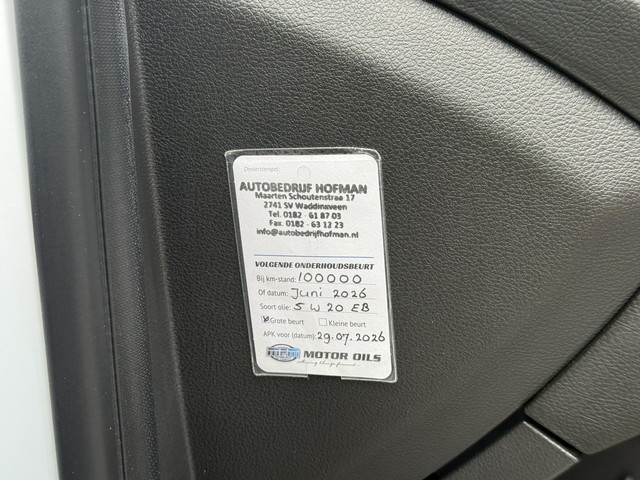 Dealerstempel:
AUTOBEDRIJF HOFMAN
Maarten Schoutenstraa 17
2741 SV Waddinxveen
Tel. 0182 - 61 87 03
Fax. 0182 - 63 12 23
info@autobedrijfhofman.nl
VOLGENDE ONDERHOUDSBEURT
Bij km-stand: 100000
Of datum: Juni 2026
Soort olie: 5 W 20 EB
Grote beurt Kleine beurt
APK voor (datum): 29.07.2026
MOTOR OILS